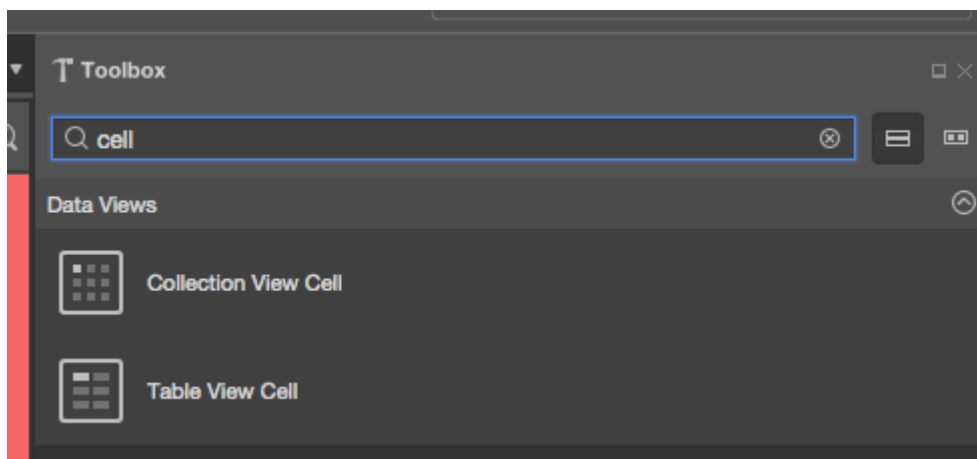 Toolbox
cell
Data Views
Collection View Cell
Table View Cell